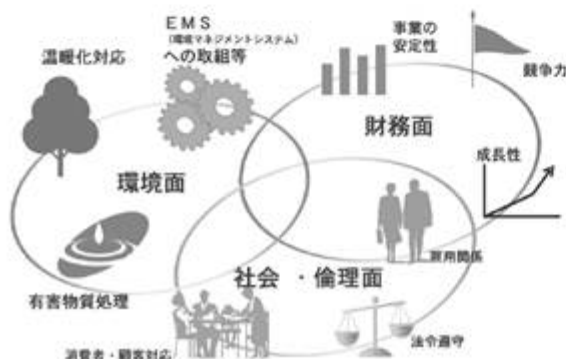 EMS
(環境マネジメントシステム)
への取組等
温暖化対応
事業の
安定性
競争力
財務面
成長性
環境面
雇用関係
社会・倫理面
有害物質処理
法令遵守
消費者・顧客対応